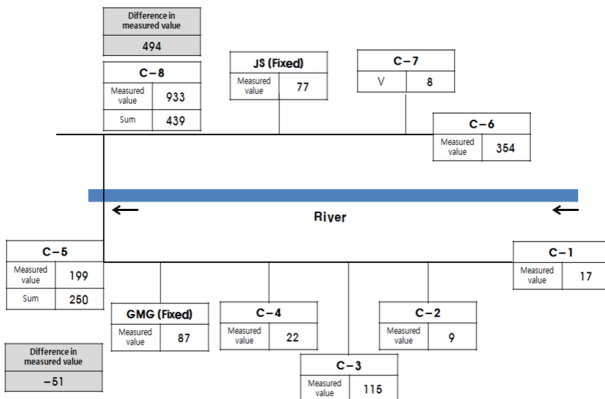 Difference in
measured value
494
C-8
Measured
value
933
Sum
439
JS (Fixed)
Measured
value
77
C-7
V
8
C-6
Measured
value
354
River
C-5
Measured
value
199
Sum
250
C-1
Measured
value
17
GMG (Fixed)
Measured
value
87
C-4
Measured
value
22
C-2
Measured
value
9
C-3
Measured
value
115
Difference in
measured value
-51